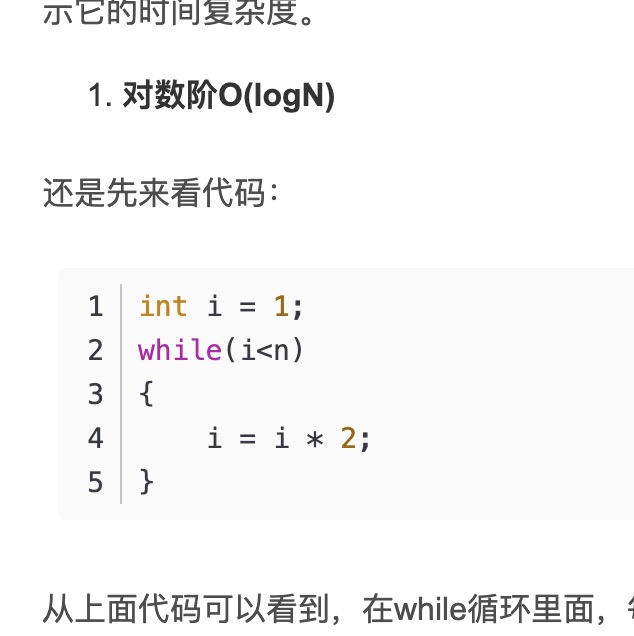 示它的时间复杂度。
1. 对数阶O(logN)
还是先来看代码：
1 int i = 1;
2 while(i<n)
3 {
4     i = i * 2;
5 }
从上面代码可以看到，在while循环里面，